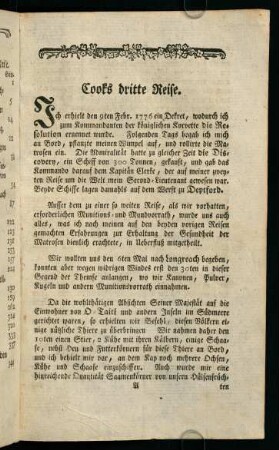 Cooks dritte Reise.
Ich erhielt den 9ten Febr. 1776 ein Dekret, wodurch ich
zum Kommandanten der königlichen Korvette die Re-
solution ernennet wurde. Folgenden Tags begab ich mich
an Bord, pflanzte meinen Wimpel auf, und rollirte die Ma-
trosen ein. Die Admiralität hatte zu gleicher Zeit die Dis-
covery, ein Schiff von 300 Tonnen, gekauft, und gab das
Kommando darauf dem Kapitän Clerke, der auf meiner zwey-
ten Reise um die Welt mein Second-Lieutenant gewesen war.
Beyde Schiffe lagen damahls auf dem Werft zu Deptford.
Ausser dem zu einer so weiten Reise, als wir vorhatten,
erforderlichen Munitions- und Mundvorrath, wurde uns auch
alles, was ich nach meinen auf den beyden vorigen Reisen
gemachten Erfahrungen zur Erhaltung der Gesundheit der
Matrosen dienlich erachtete, in Ueberfluß mitgetheilt.
Wir wollten uns den 6ten Mai nach Longreach begeben,
konnten aber wegen widrigen Windes erst den 30ten in dieser
Gegend der Themse anlangen, wo wir Kanonen, Pulver,
Kugeln und andern Munitionsvorrath einnahmen.
Da die wohlthätigen Absichten Seiner Majestät auf die
Einwohner von O-Taiti und andern Inseln im Südmeere
gerichtet waren, so erhielten wir Befehl, diesen Völkern ei-
nige nützliche Thiere zu überbringen. Wir nahmen daher den
10ten einen Stier, 2 Kühe mit ihren Kälbern, einige Schaa-
fe, nebst Heu und Futterkörnern für diese Thiere an Bord,
und ich behielt mir vor, an dem Kap noch mehrere Ochsen,
Kühe und Schaafe einzuschiffen. Auch wurde mir eine
hinreichende Quantität Saamenkörner von unsern Hülsenfrüch-
A ten